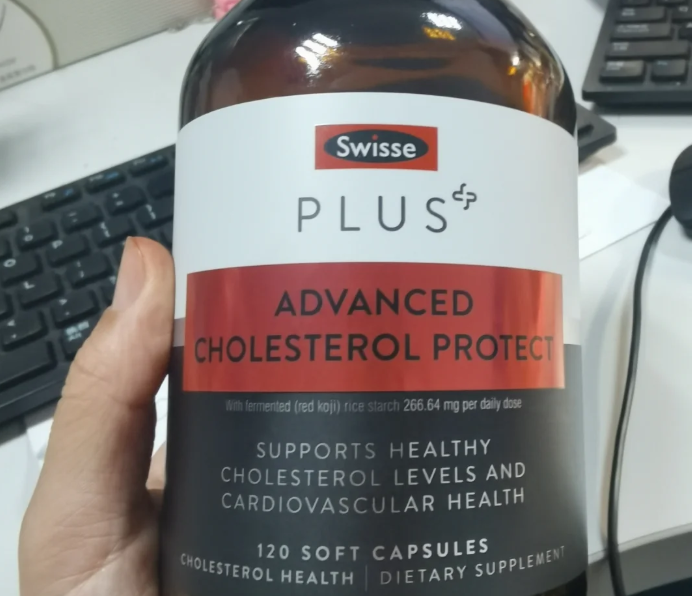 Swisse
PLUS
ADVANCED
CHOLESTEROL PROTECT
With fermented (red koji) rice starch 266.64 mg per daily dose
SUPPORTS HEALTHY
CHOLESTEROL LEVELS AND
CARDIOVASCULAR HEALTH
120 SOFT CAPSULES
CHOLESTEROL HEALTH | DIETARY SUPPLEMENT